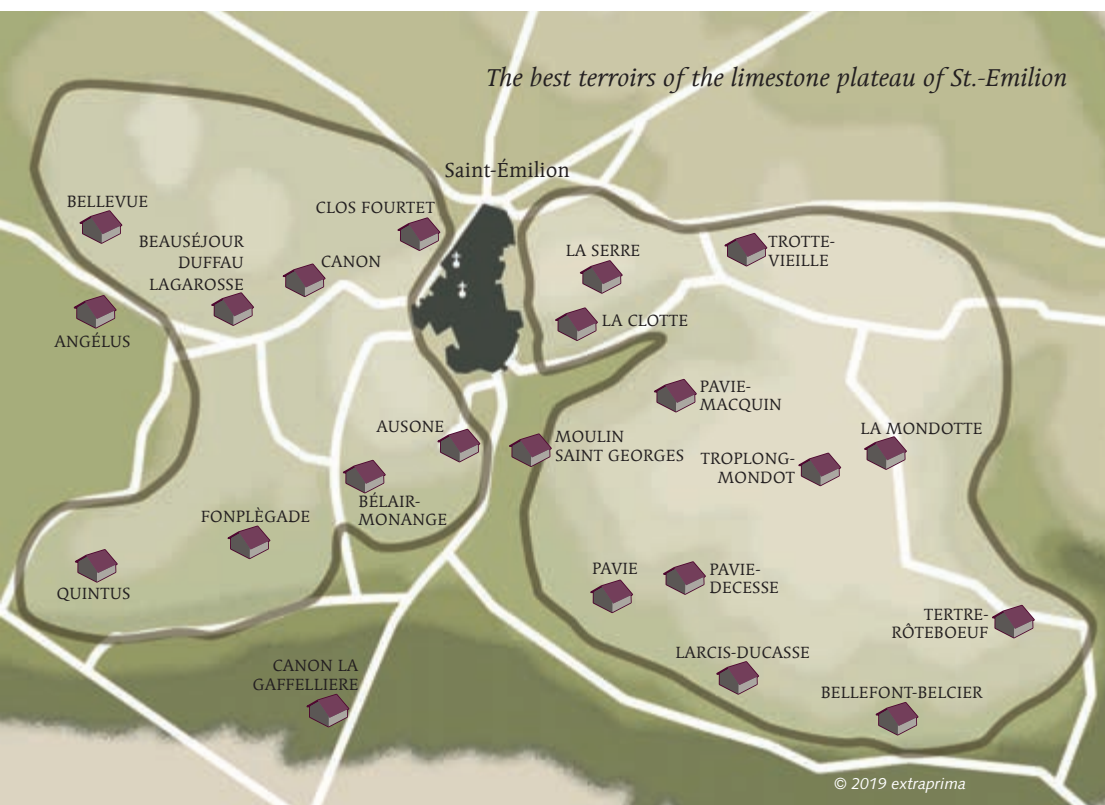 The best terroirs of the limestone plateau of St.-Emilion
Saint-Émilion
BELLEVUE
CLOS FOURTET
BEAUSÉJOUR
DUFFAU
LAGAROSSE
CANON
LA SERRE
TROTTE-
VIEILLE
ANGÉLUS
LA CLOTTE
PAVIE-
MACQUIN
AUSONE
MOULIN
SAINT GEORGES
LA MONDOTTE
TROPLONG-
MONDOT
BÉLAIR-
MONANGE
FONPLÈGADE
QUINTUS
PAVIE
PAVIE-
DECESSE
TERTRE-
RÔTEBOEUF
LARCIS-DUCASSE
CANON LA
GAFFELLIERE
BELLEFONT-BELCIER
© 2019 extraprima